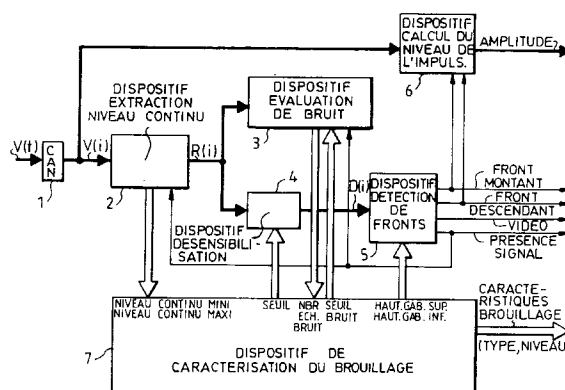 DISPOSITIF
CALCUL DU
NIVEAU DE
L'IMPULS.
6
AMPLITUDE
DISPOSITIF
EXTRACTION
NIVEAU CONTINU
DISPOSITIF
EVALUATION
DE BRUIT
3
V(t)
CAN
1
V(i)
2
R(i)
4
DISPOSITIF
DESENSIBILI-
SATION
D(i)
DISPOSITIF
DETECTION
DE
FRONTS
5
FRONT
MONTANT
FRONT
DESCENDANT
VIDEO
PRESENCE
SIGNAL
NIVEAU CONTINU MINI
NIVEAU CONTINU MAXI
SEUIL
NBR
ECH.
BRUIT
SEUIL
BRUIT
HAUT. GAB. SUP.
HAUT. GAB. INF.
7
DISPOSITIF DE
CARACTERISATION DU BROUILLAGE
CARACTE-
RISTIQUES
BROUILLAGE
(TYPE, NIVEAU)